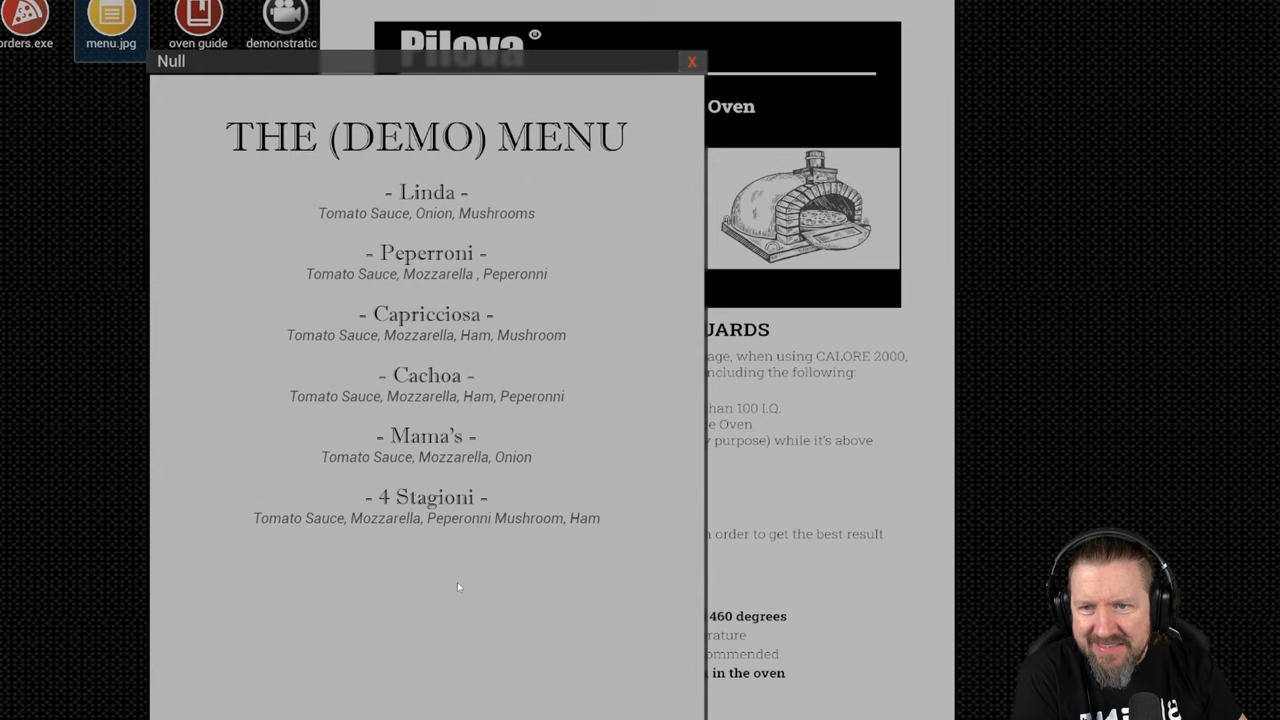 orders.exe
menu.jpg
oven guide
demonstratic
Pilova
Null
X
Oven
THE (DEMO) MENU
- Linda -
Tomato Sauce, Onion, Mushrooms
- Peperroni -
Tomato Sauce, Mozzarella , Peperonni
- Capricciosa -
Tomato Sauce, Mozzarella, Ham, Mushroom
- Cachoa -
Tomato Sauce, Mozzarella, Ham, Peperonni
- Mama's -
Tomato Sauce, Mozzarella, Onion
- 4 Stagioni -
Tomato Sauce, Mozzarella, Peperonni Mushroom, Ham
UARDS
age, when using CALORE 2000,
ncluding the following:
han 100 I.Q.
e Oven
y purpose) while it's above
n order to get the best result
460 degrees
rature
ommended
in the oven